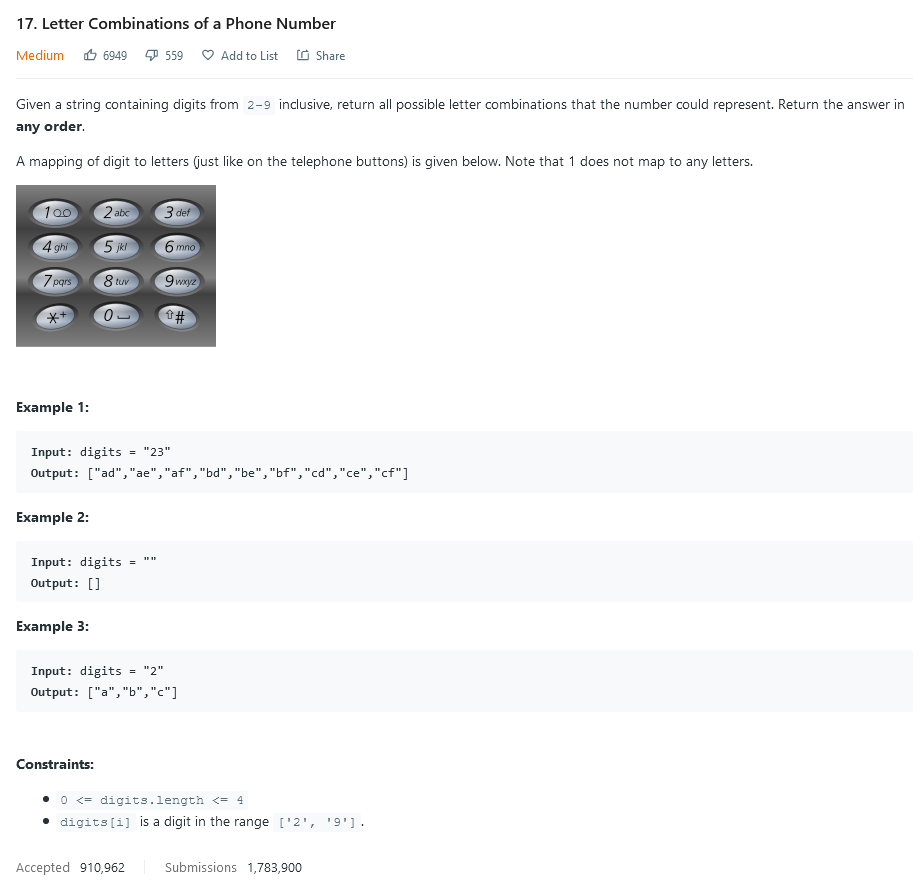 17. Letter Combinations of a Phone Number
Medium 6949 559 Add to List Share
Given a string containing digits from 2-9 inclusive, return all possible letter combinations that the number could represent. Return the answer in
any order.
A mapping of digit to letters (just like on the telephone buttons) is given below. Note that 1 does not map to any letters.
1 2 abc 3 def
4 ghi 5 jkl 6 mno
7 pqrs 8 tuv 9 wxyz
*+ 0 #
Example 1:
Input: digits = "23"
Output: ["ad","ae","af","bd","be","bf","cd","ce","cf"]
Example 2:
Input: digits = ""
Output: []
Example 3:
Input: digits = "2"
Output: ["a","b","c"]
Constraints:
• 0 <= digits.length <= 4
• digits[i] is a digit in the range ['2', '9'].
Accepted 910,962 Submissions 1,783,900